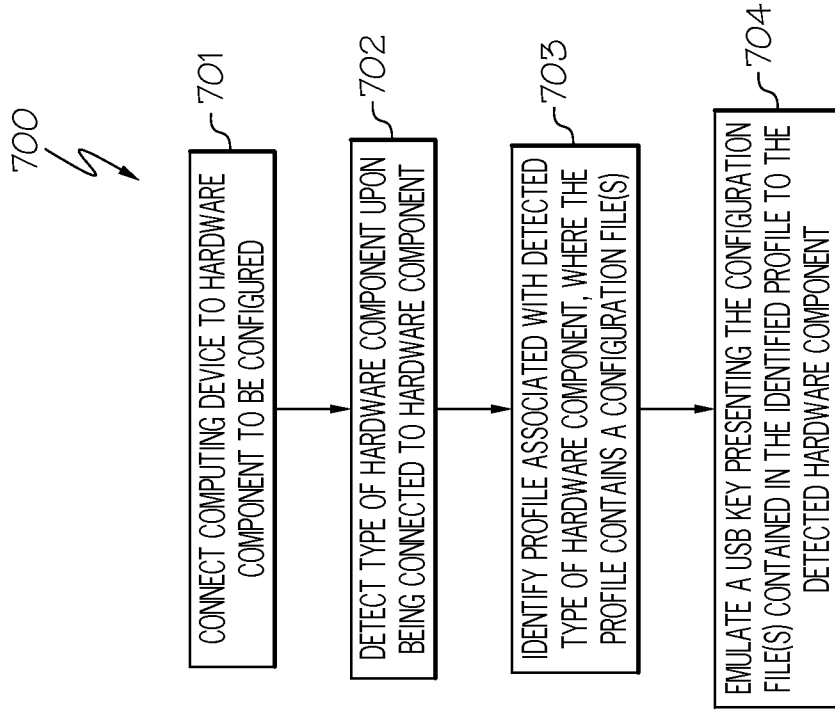 700
CONNECT COMPUTING DEVICE TO HARDWARE
COMPONENT TO BE CONFIGURED
701
DETECT TYPE OF HARDWARE COMPONENT UPON
BEING CONNECTED TO HARDWARE COMPONENT
702
IDENTIFY PROFILE ASSOCIATED WITH DETECTED
TYPE OF HARDWARE COMPONENT, WHERE THE
PROFILE CONTAINS A CONFIGURATION FILE(S)
703
EMULATE A USB KEY PRESENTING THE CONFIGURATION
FILE(S) CONTAINED IN THE IDENTIFIED PROFILE TO THE
DETECTED HARDWARE COMPONENT
704